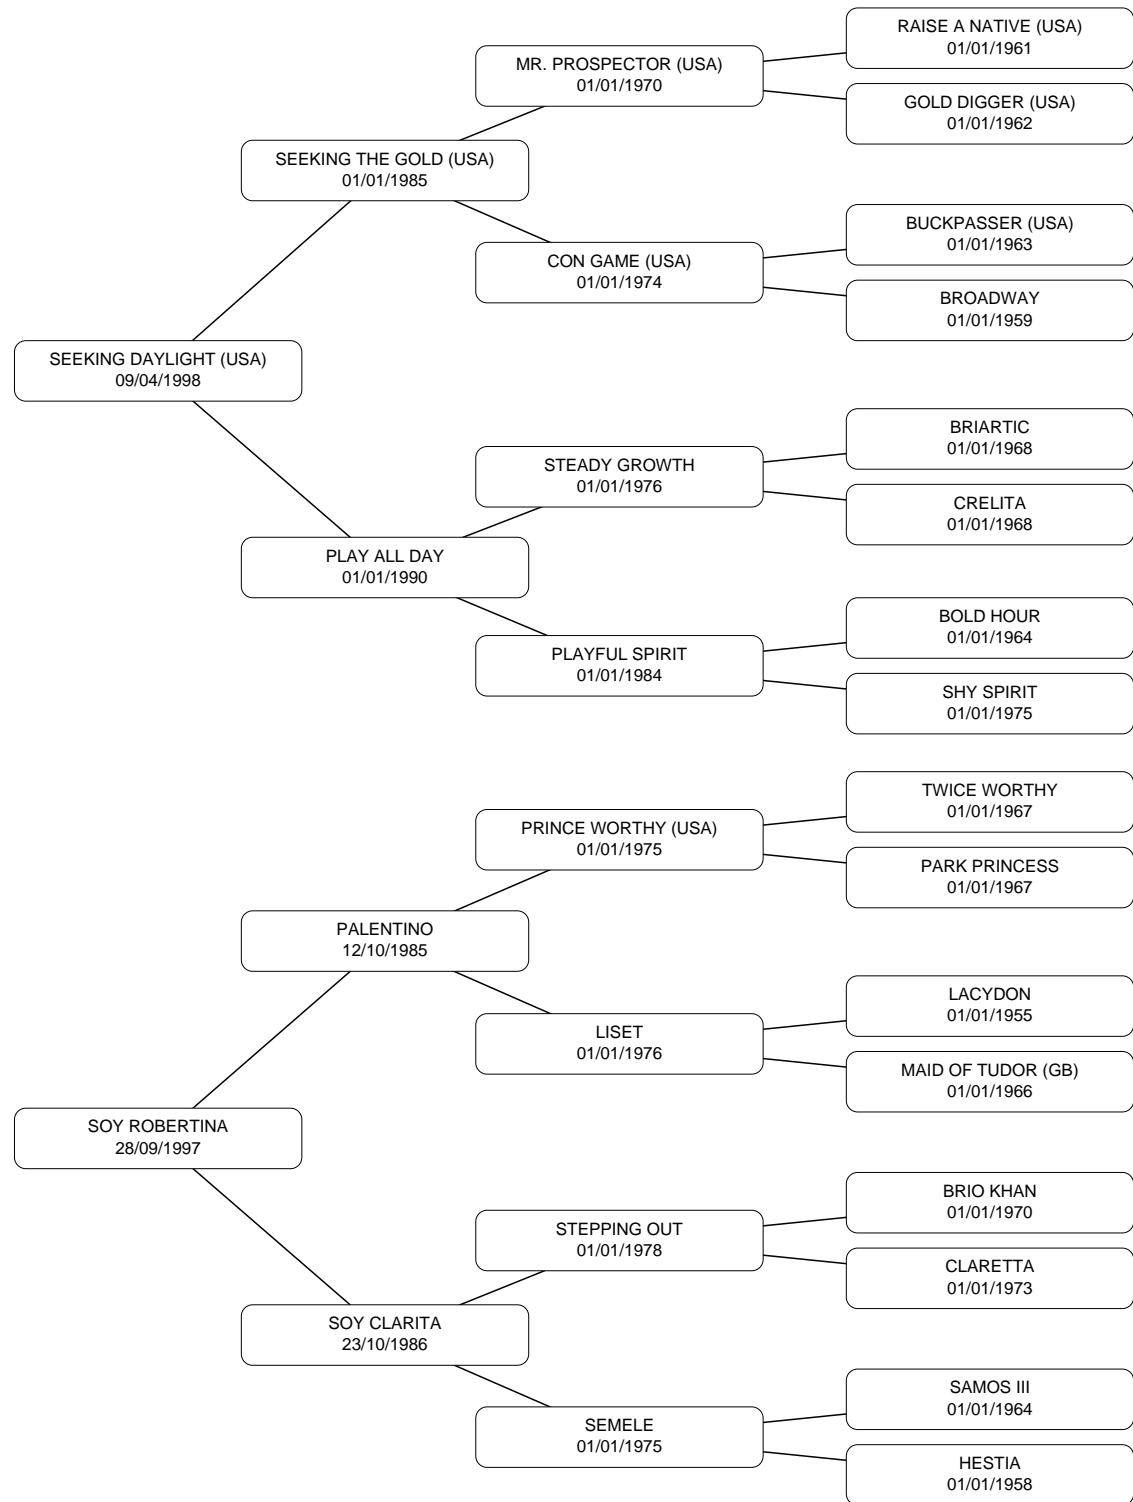 RAISE A NATIVE (USA)
01/01/1961
MR. PROSPECTOR (USA)
01/01/1970
GOLD DIGGER (USA)
01/01/1962
SEEKING THE GOLD (USA)
01/01/1985
BUCKPASSER (USA)
01/01/1963
CON GAME (USA)
01/01/1974
BROADWAY
01/01/1959
SEEKING DAYLIGHT (USA)
09/04/1998
BRIARTIC
01/01/1968
STEADY GROWTH
01/01/1976
CRELITA
01/01/1968
PLAY ALL DAY
01/01/1990
BOLD HOUR
01/01/1964
PLAYFUL SPIRIT
01/01/1984
SHY SPIRIT
01/01/1975
TWICE WORTHY
01/01/1967
PRINCE WORTHY (USA)
01/01/1975
PARK PRINCESS
01/01/1967
PALENTINO
12/10/1985
LACYDON
01/01/1955
LISET
01/01/1976
MAID OF TUDOR (GB)
01/01/1966
SOY ROBERTINA
28/09/1997
BRIO KHAN
01/01/1970
STEPPING OUT
01/01/1978
CLARETTA
01/01/1973
SOY CLARITA
23/10/1986
SAMOS III
01/01/1964
SEMELE
01/01/1975
HESTIA
01/01/1958